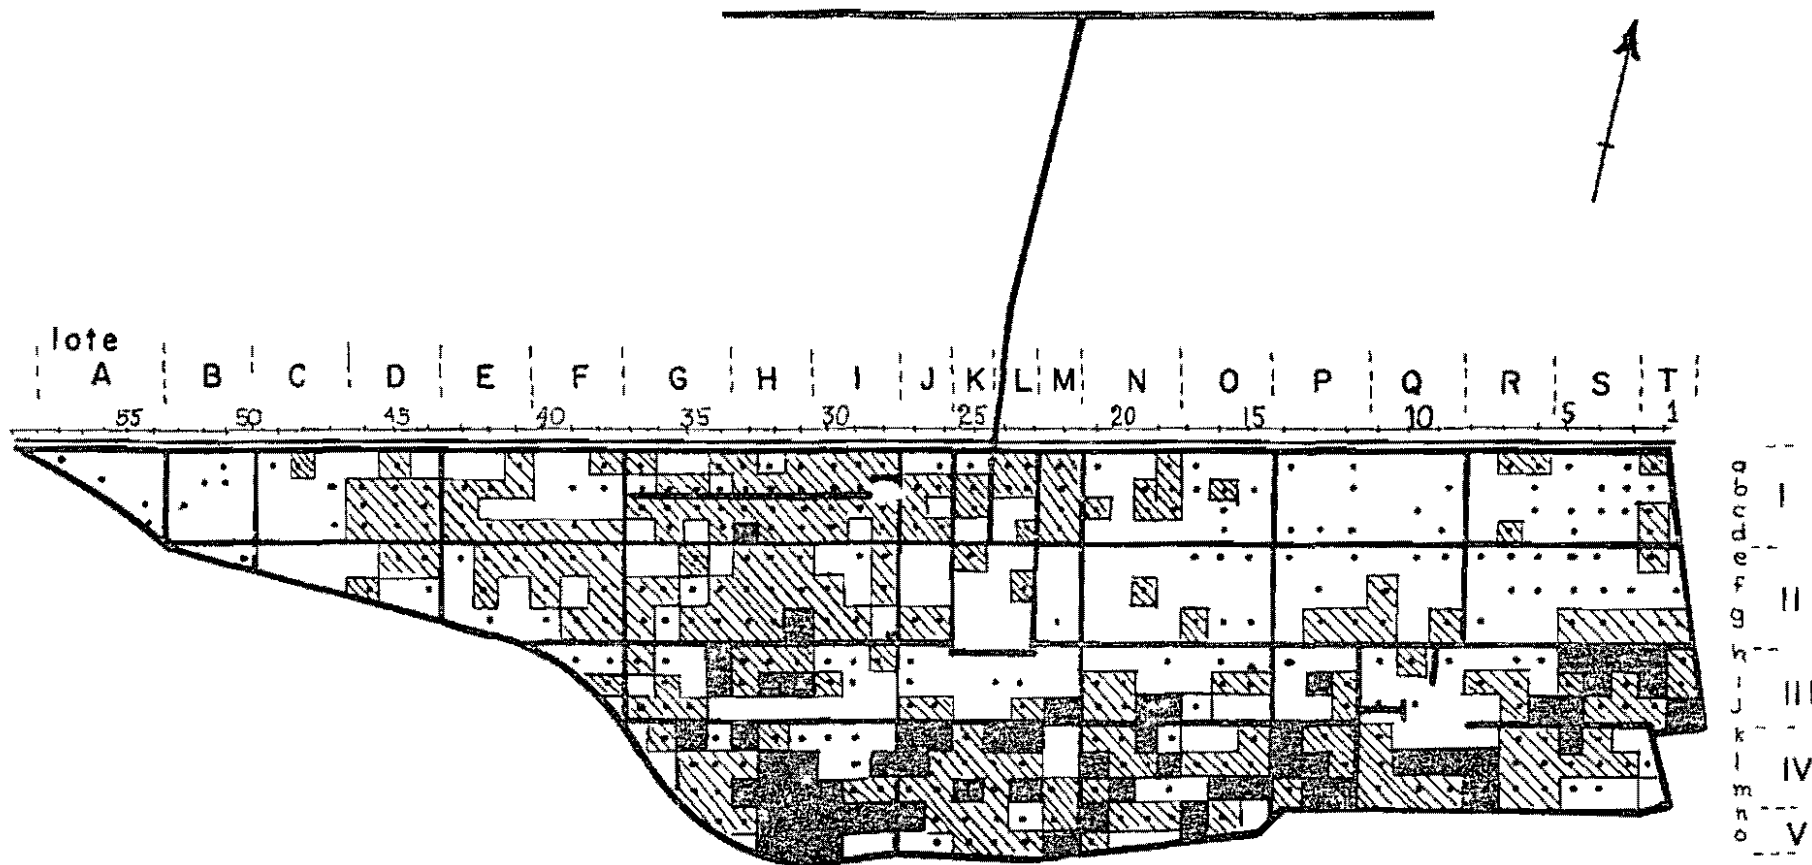 lote
A B C D E F G H I J K L M N O P Q R S T
55 50 45 40 35 30 25 20 15 10 5 1
a
b
c
d
I
e
f
g
II
h
i
j
III
k
l
m
IV
n
o
V